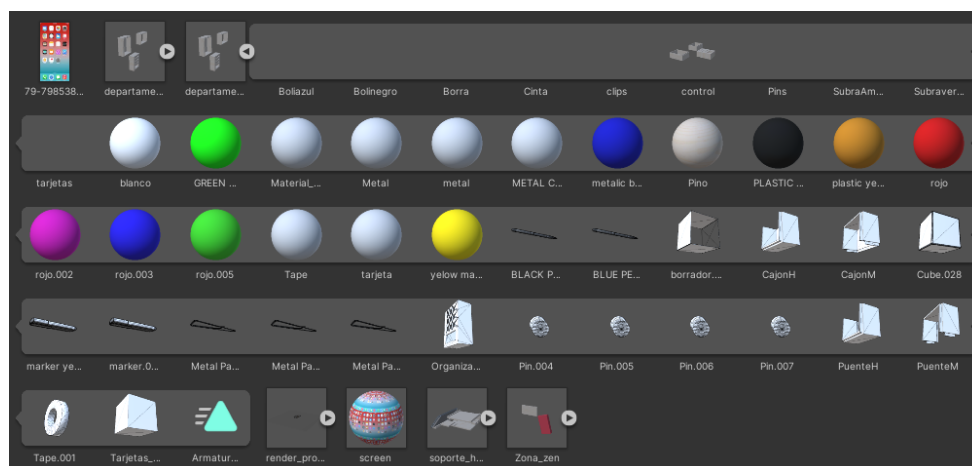 79-798538... departame... departame... Boliazul Bolinegro Borra Cinta clips control Pins SubraAm... Subraver...
tarjetas blanco GREEN ... Material_... Metal metal METAL C... metalic b... Pino PLASTIC ... plastic ye... rojo
rojo.002 rojo.003 rojo.005 Tape tarjeta yelow ma... BLACK P... BLUE PE... borrador.... CajonH CajonM Cube.028
marker ye... marker.0... Metal Pa... Metal Pa... Metal Pa... Organiza... Pin.004 Pin.005 Pin.006 Pin.007 PuenteH PuenteM
Tape.001 Tarjetas_... Armatur... render_pro... screen soporte_h... Zona_zen